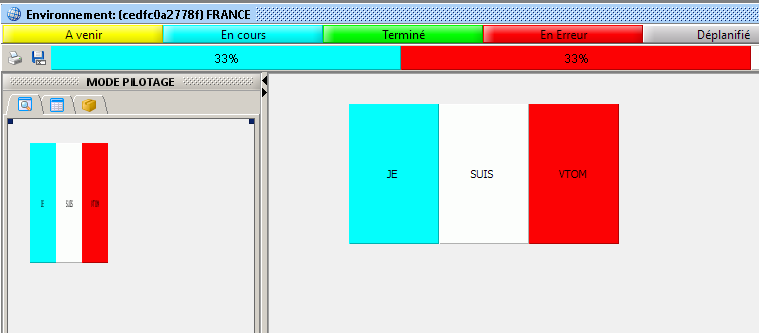 Environnement: (cedfc0a2778f) FRANCE
A venir
En cours
Terminé
En Erreur
Déplanifié
33%
33%
MODE PILOTAGE
JE
SUIS
VTOM
JE
SUIS
VTOM